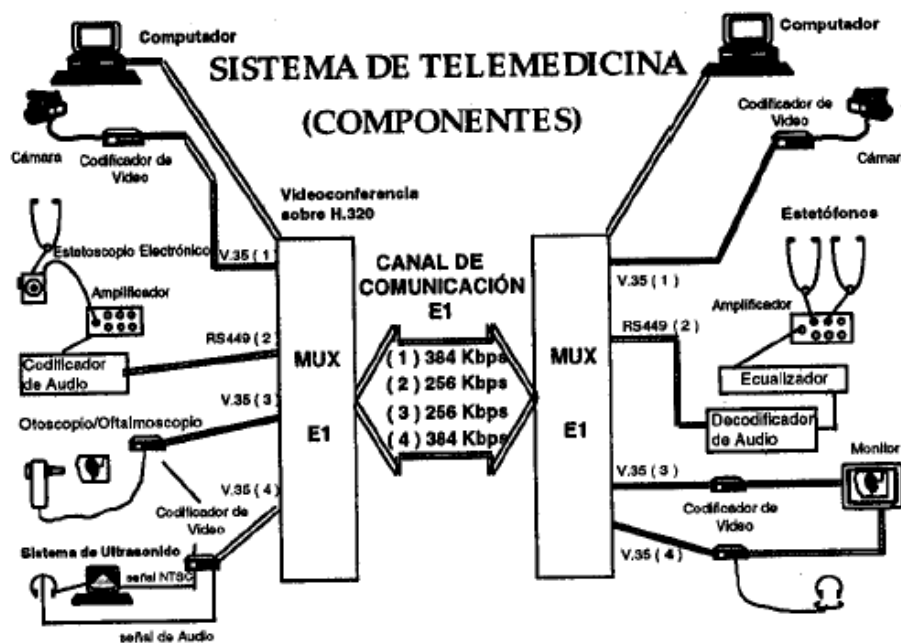 Computador
Computador
SISTEMA DE TELEMEDICINA
(COMPONENTES)
Cámara
Codificador de
Video
Codificador de
Video
Cámar
Videoconferencia
sobre H.320
Estetoscopio Electrónico
V.35 ( 1 )
Amplificador
RS449 (2)
Codificador
de Audio
Otoscopio/Oftalmoscopio
V.35 ( 3 )
V.35 ( 4 )
Codificador de
Video
Sistema de Ultrasonido
señal NTSC
señal de Audio
MUX
E1
CANAL DE
COMUNICACIÓN
E1
( 1 ) 384 Kbps
( 2 ) 256 Kbps
( 3 ) 256 Kbps
( 4 ) 384 Kbps
MUX
E1
V.35 ( 1 )
Estetófonos
Amplificador
RS449 ( 2 )
Ecualizador
Decodificador
de Audio
Monitor
V.35 ( 3 )
Codificador de
Video
V.35 ( 4 )